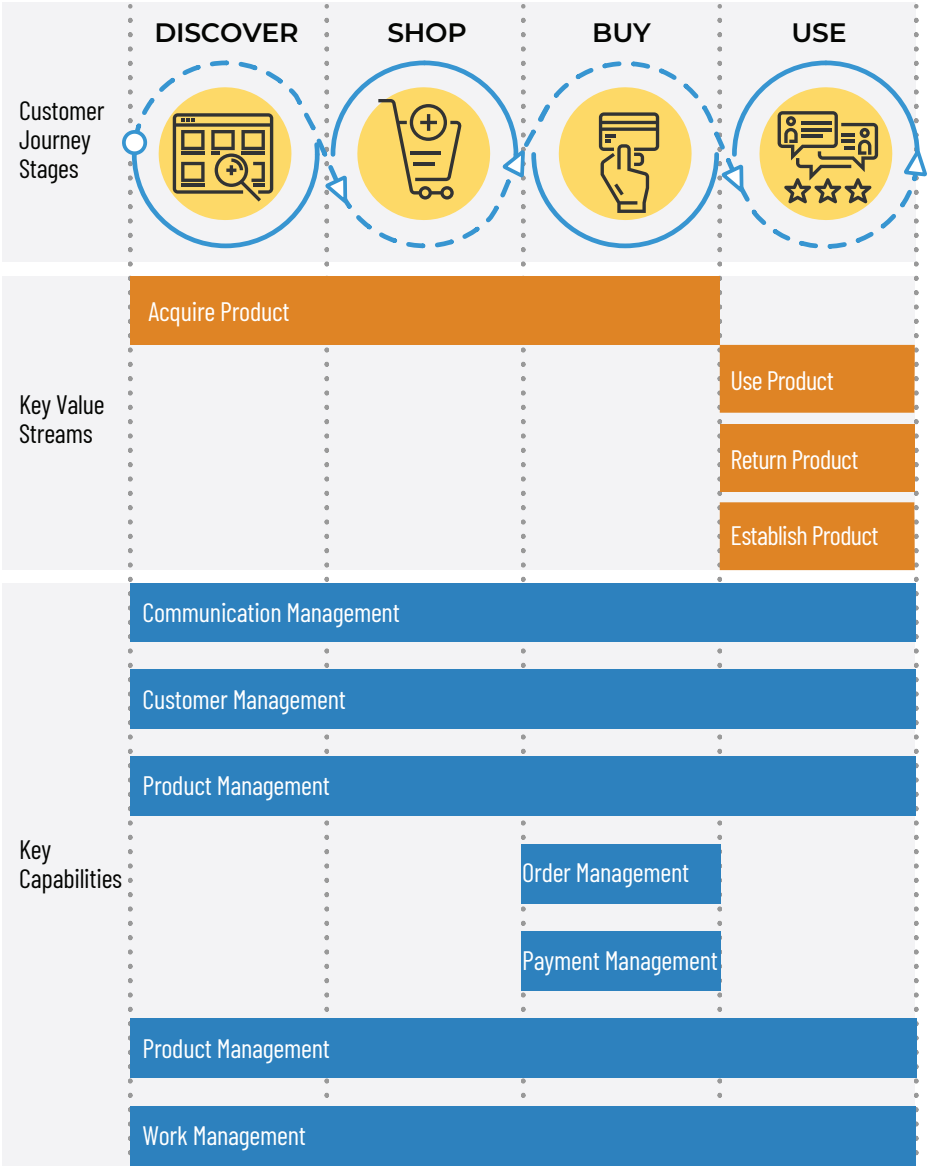 DISCOVER
SHOP
BUY
USE
Customer
Journey
Stages
Acquire Product
Key Value
Streams
Use Product
Return Product
Establish Product
Communication Management
Customer Management
Product Management
Key
Capabilities
Order Management
Payment Management
Product Management
Work Management